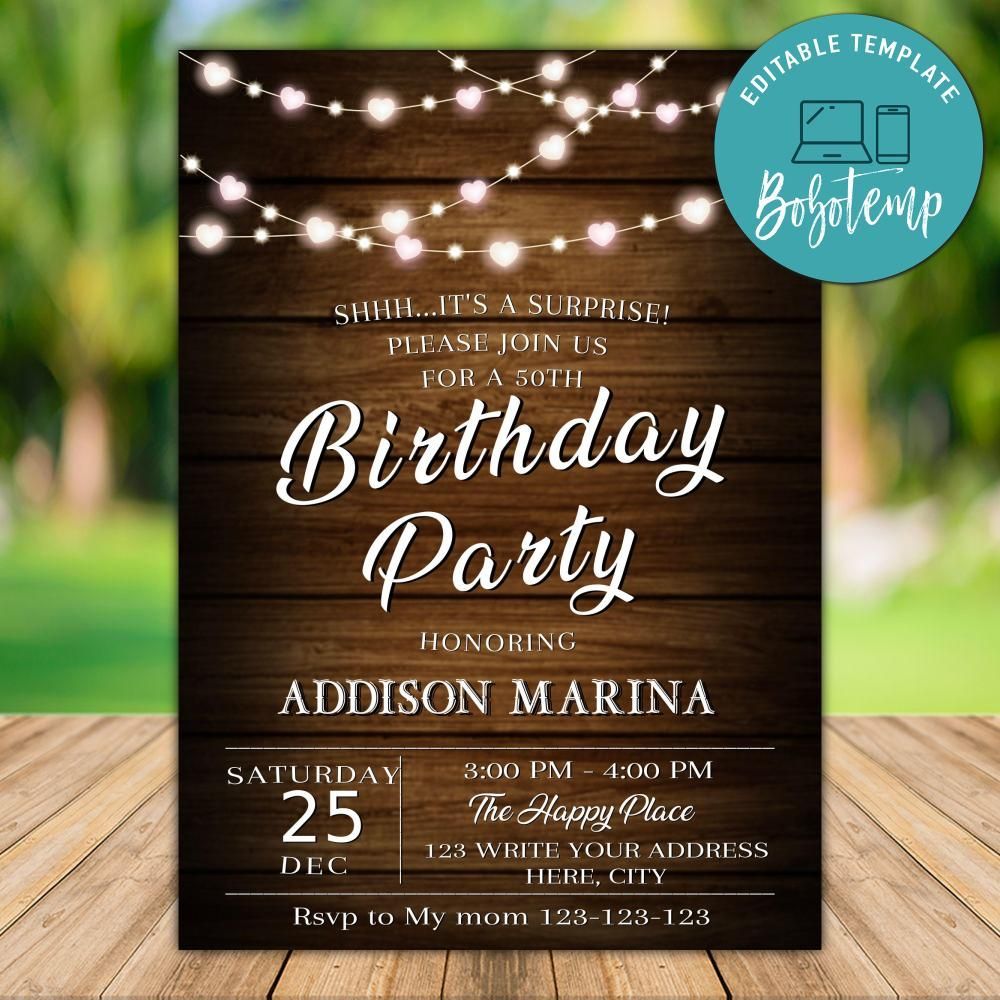 EDITABLE TEMPLATE
Bobotemp
SHHH...IT'S A SURPRISE!
PLEASE JOIN US
FOR A 50TH
Birthday
Party
HONORING
ADDISON MARINA
SATURDAY
25
DEC
3:00 PM - 4:00 PM
The Happy Place
123 WRITE YOUR ADDRESS
HERE, CITY
Rsvp to My mom 123-123-123